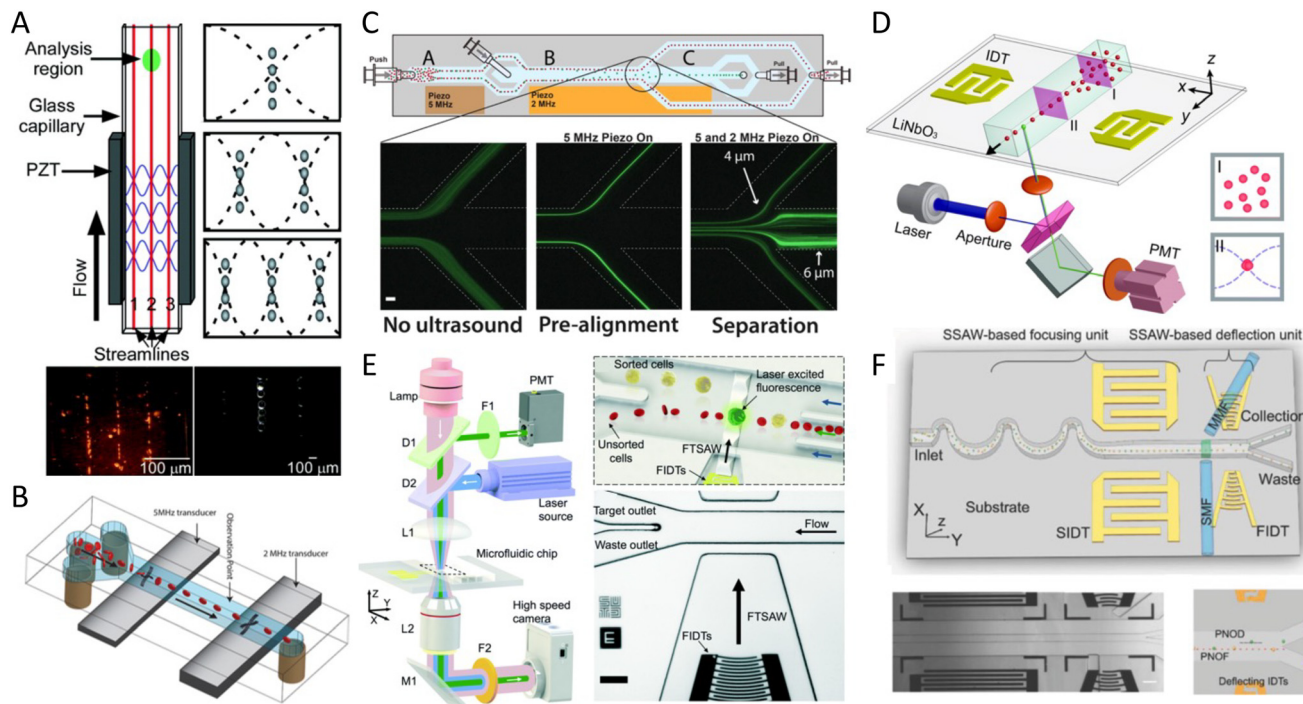 A
Analysis
region
Glass
capillary
PZT
Flow
1 2 3
Streamlines
100 μm
100 μm
B
5MHz transducer
Observation Point
2 MHz transducer
C
Push
A
B
C
Pull
Pull
Piezo
5 MHz
Piezo
2 MHz
5 MHz Piezo On
5 and 2 MHz Piezo On
4 μm
6 μm
No ultrasound
Pre-alignment
Separation
D
IDT
z
x
y
I
II
LiNbO₃
Laser
Aperture
PMT
I
II
E
Lamp
F1
PMT
D1
D2
Laser
source
L1
Microfluidic chip
Z
Y
X
L2
High speed
camera
F2
M1
Sorted cells
Laser excited
fluorescence
Unsorted
cells
FTSAW
FIDTs
Target outlet
Waste outlet
Flow
FTSAW
FIDTs
E
F
SSAW-based focusing unit
SSAW-based deflection unit
MMF
Collection
Inlet
Waste
Substrate
X
Z
Y
SIDT
SMF
FIDT
PNOD
PNOF
Deflecting IDTs